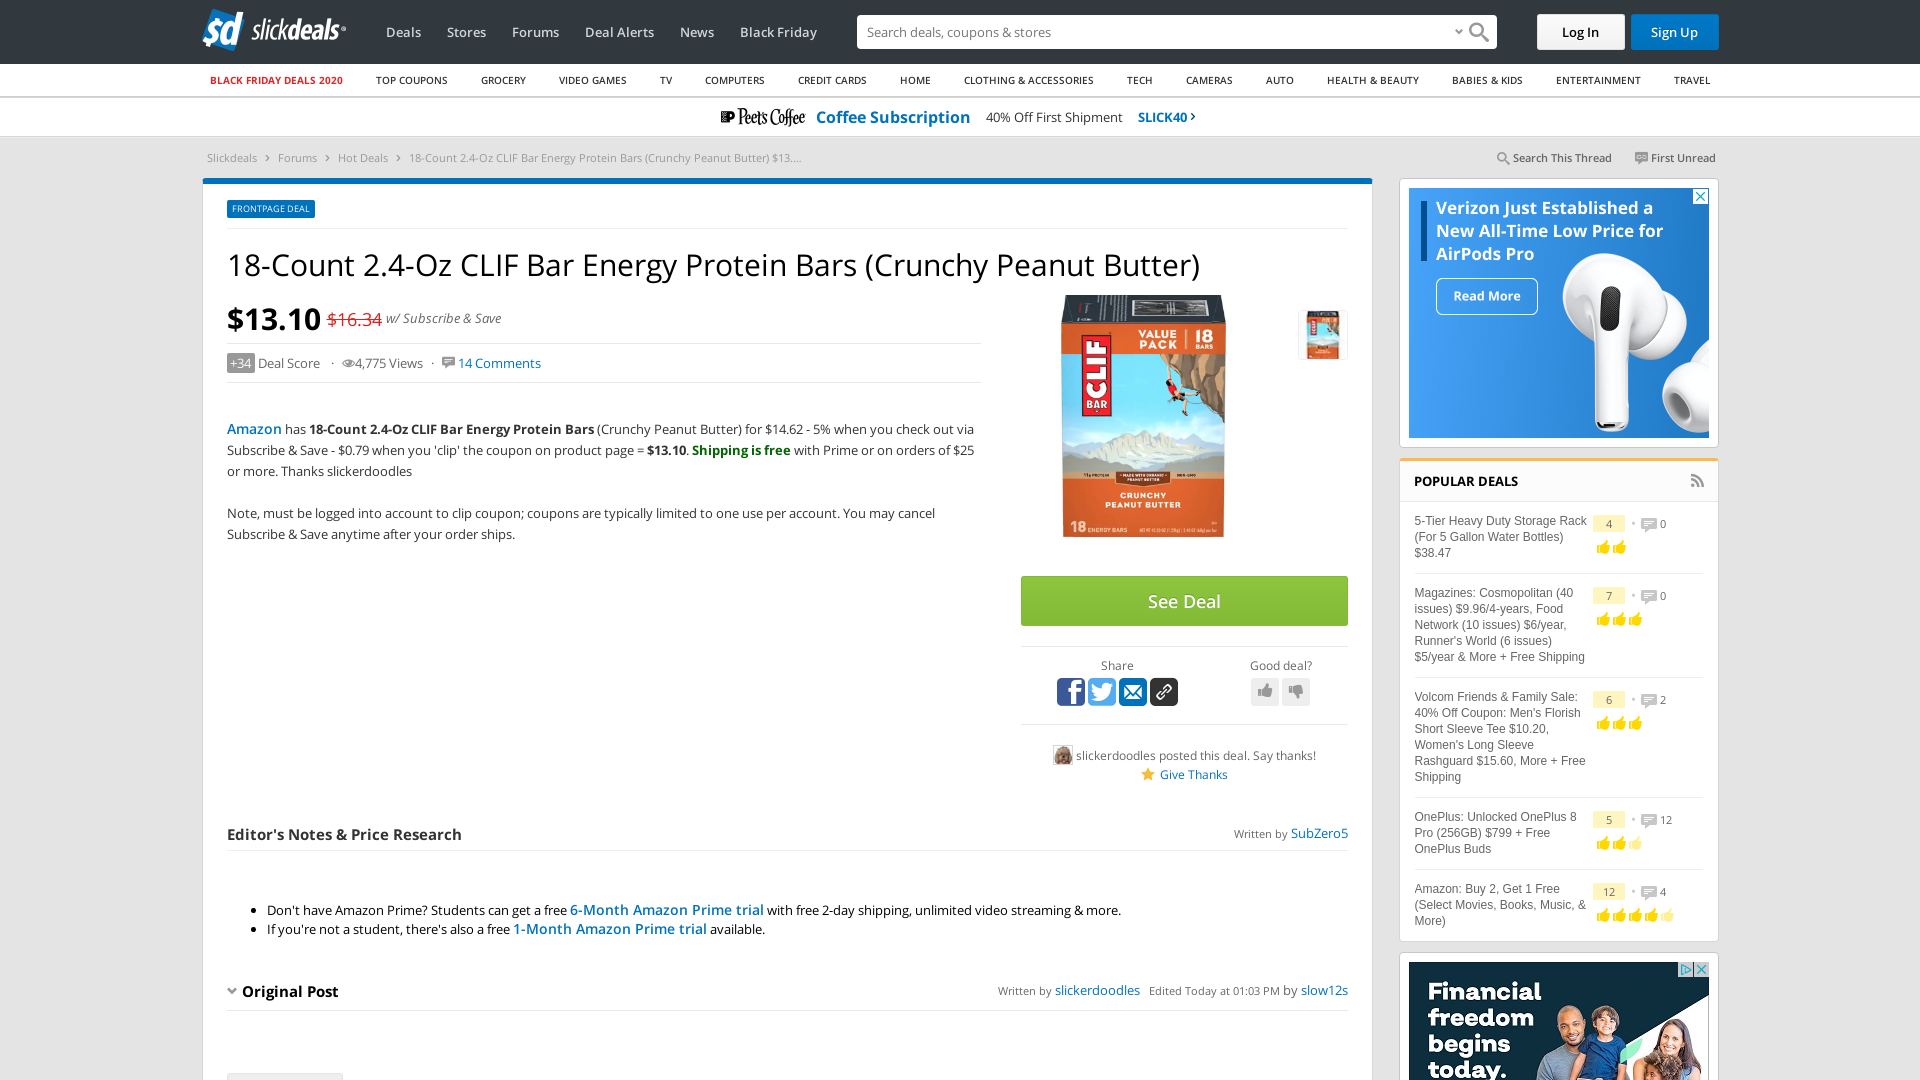 sd slickdeals
Deals Stores Forums Deal Alerts News Black Friday
Search deals, coupons & shopping
Log In Sign Up
BLACK FRIDAY DEALS 2020 TOP COUPONS GROCERY VIDEO GAMES TV COMPUTERS CREDIT CARDS HOME CLOTHING & ACCESSORIES TECH CAMERAS AUTO HEALTH & BEAUTY BABIES & KIDS ENTERTAINMENT TRAVEL
Peet's Coffee Coffee Subscription 40% Off First Shipment SLICK40
Slickdeals Forums Hot Deals 18-Count 2.4-Oz CLIF Bar Energy Protein Bars (Crunchy Peanut Butter) $13....
Search This Thread First Unread
FRONTPAGE DEAL
18-Count 2.4-Oz CLIF Bar Energy Protein Bars (Crunchy Peanut Butter)
$13.10 $16.34 w/ Subscribe & Save
+34 Deal Score · 4,775 Views · 14 Comments
Amazon has 18-Count 2.4-Oz CLIF Bar Energy Protein Bars (Crunchy Peanut Butter) for $14.62 - 5% when you check out via
Subscribe & Save - $0.79 when you 'clip' the coupon on product page = $13.10. Shipping is free with Prime or on orders of $25
or more. Thanks slickerdoodles
Note, must be logged into account to clip coupon; coupons are typically limited to one use per account. You may cancel
Subscribe & Save anytime after your order ships.
VALUE
PACK 18
BARS
CLIF
BAR
CRUNCHY
PEANUT BUTTER
18 ENERGY BARS
See Deal
Share
Good deal?
slickerdoodles posted this deal. Say thanks!
Give Thanks
Editor's Notes & Price Research
Written by SubZero5
• Don't have Amazon Prime? Students can get a free 6-Month Amazon Prime trial with free 2-day shipping, unlimited video streaming & more.
• If you're not a student, there's also a free 1-Month Amazon Prime trial available.
Original Post
Written by slickerdoodles Edited Today at 01:03 PM by slow12s
Verizon Just Established a
New All-Time Low Price for
AirPods Pro
Read More
POPULAR DEALS
5-Tier Heavy Duty Storage Rack
(For 5 Gallon Water Bottles)
$38.47
4 • 0
Magazines: Cosmopolitan (40
issues) $9.96/4-years, Food
Network (10 issues) $6/year,
Runner's World (6 issues)
$5/year & More + Free Shipping
7 • 0
Volcom Friends & Family Sale:
40% Off Coupon: Men's Florish
Short Sleeve Tee $10.20,
Women's Long Sleeve
Rashguard $15.60, More + Free
Shipping
6 • 2
OnePlus: Unlocked OnePlus 8
Pro (256GB) $799 + Free
OnePlus Buds
5 • 12
Amazon: Buy 2, Get 1 Free
(Select Movies, Books, Music, &
More)
12 • 4
Financial
freedom
begins
today.